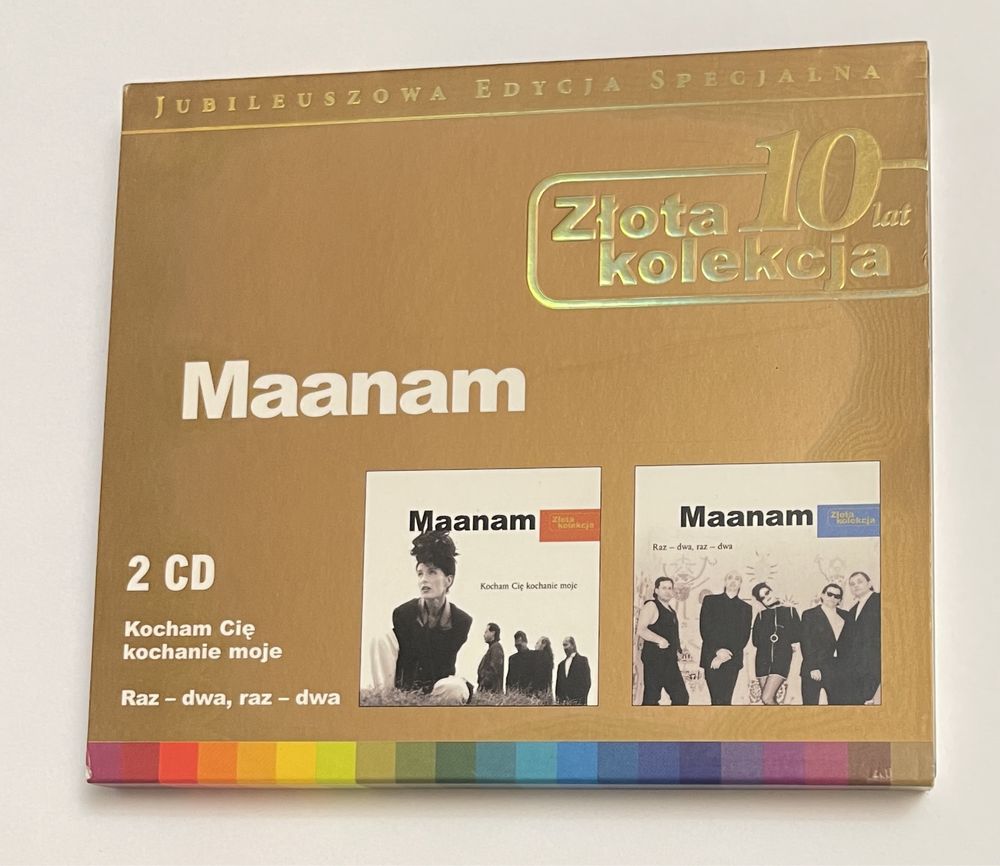 Jubileuszowa Edycja Specjalna
10 lat
Złota
kolekcja
Maanam
2 CD
Kocham Cię
kochanie moje
Raz – dwa, raz – dwa
Maanam
Złota
kolekcja
Kocham Cię kochanie moje
Maanam
Złota
kolekcja
Raz – dwa, raz – dwa